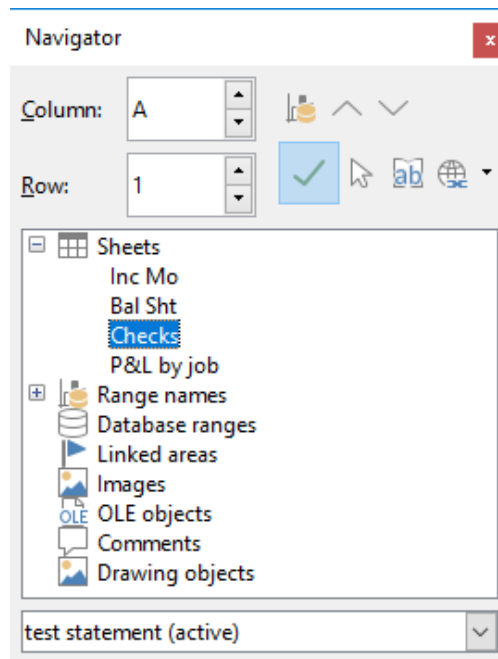 Navigator
x
Column: A
Row: 1
ab
Sheets
Inc Mo
Bal Sht
Checks
P&L by job
Range names
Database ranges
Linked areas
Images
OLE OLE objects
Comments
Drawing objects
test statement (active)